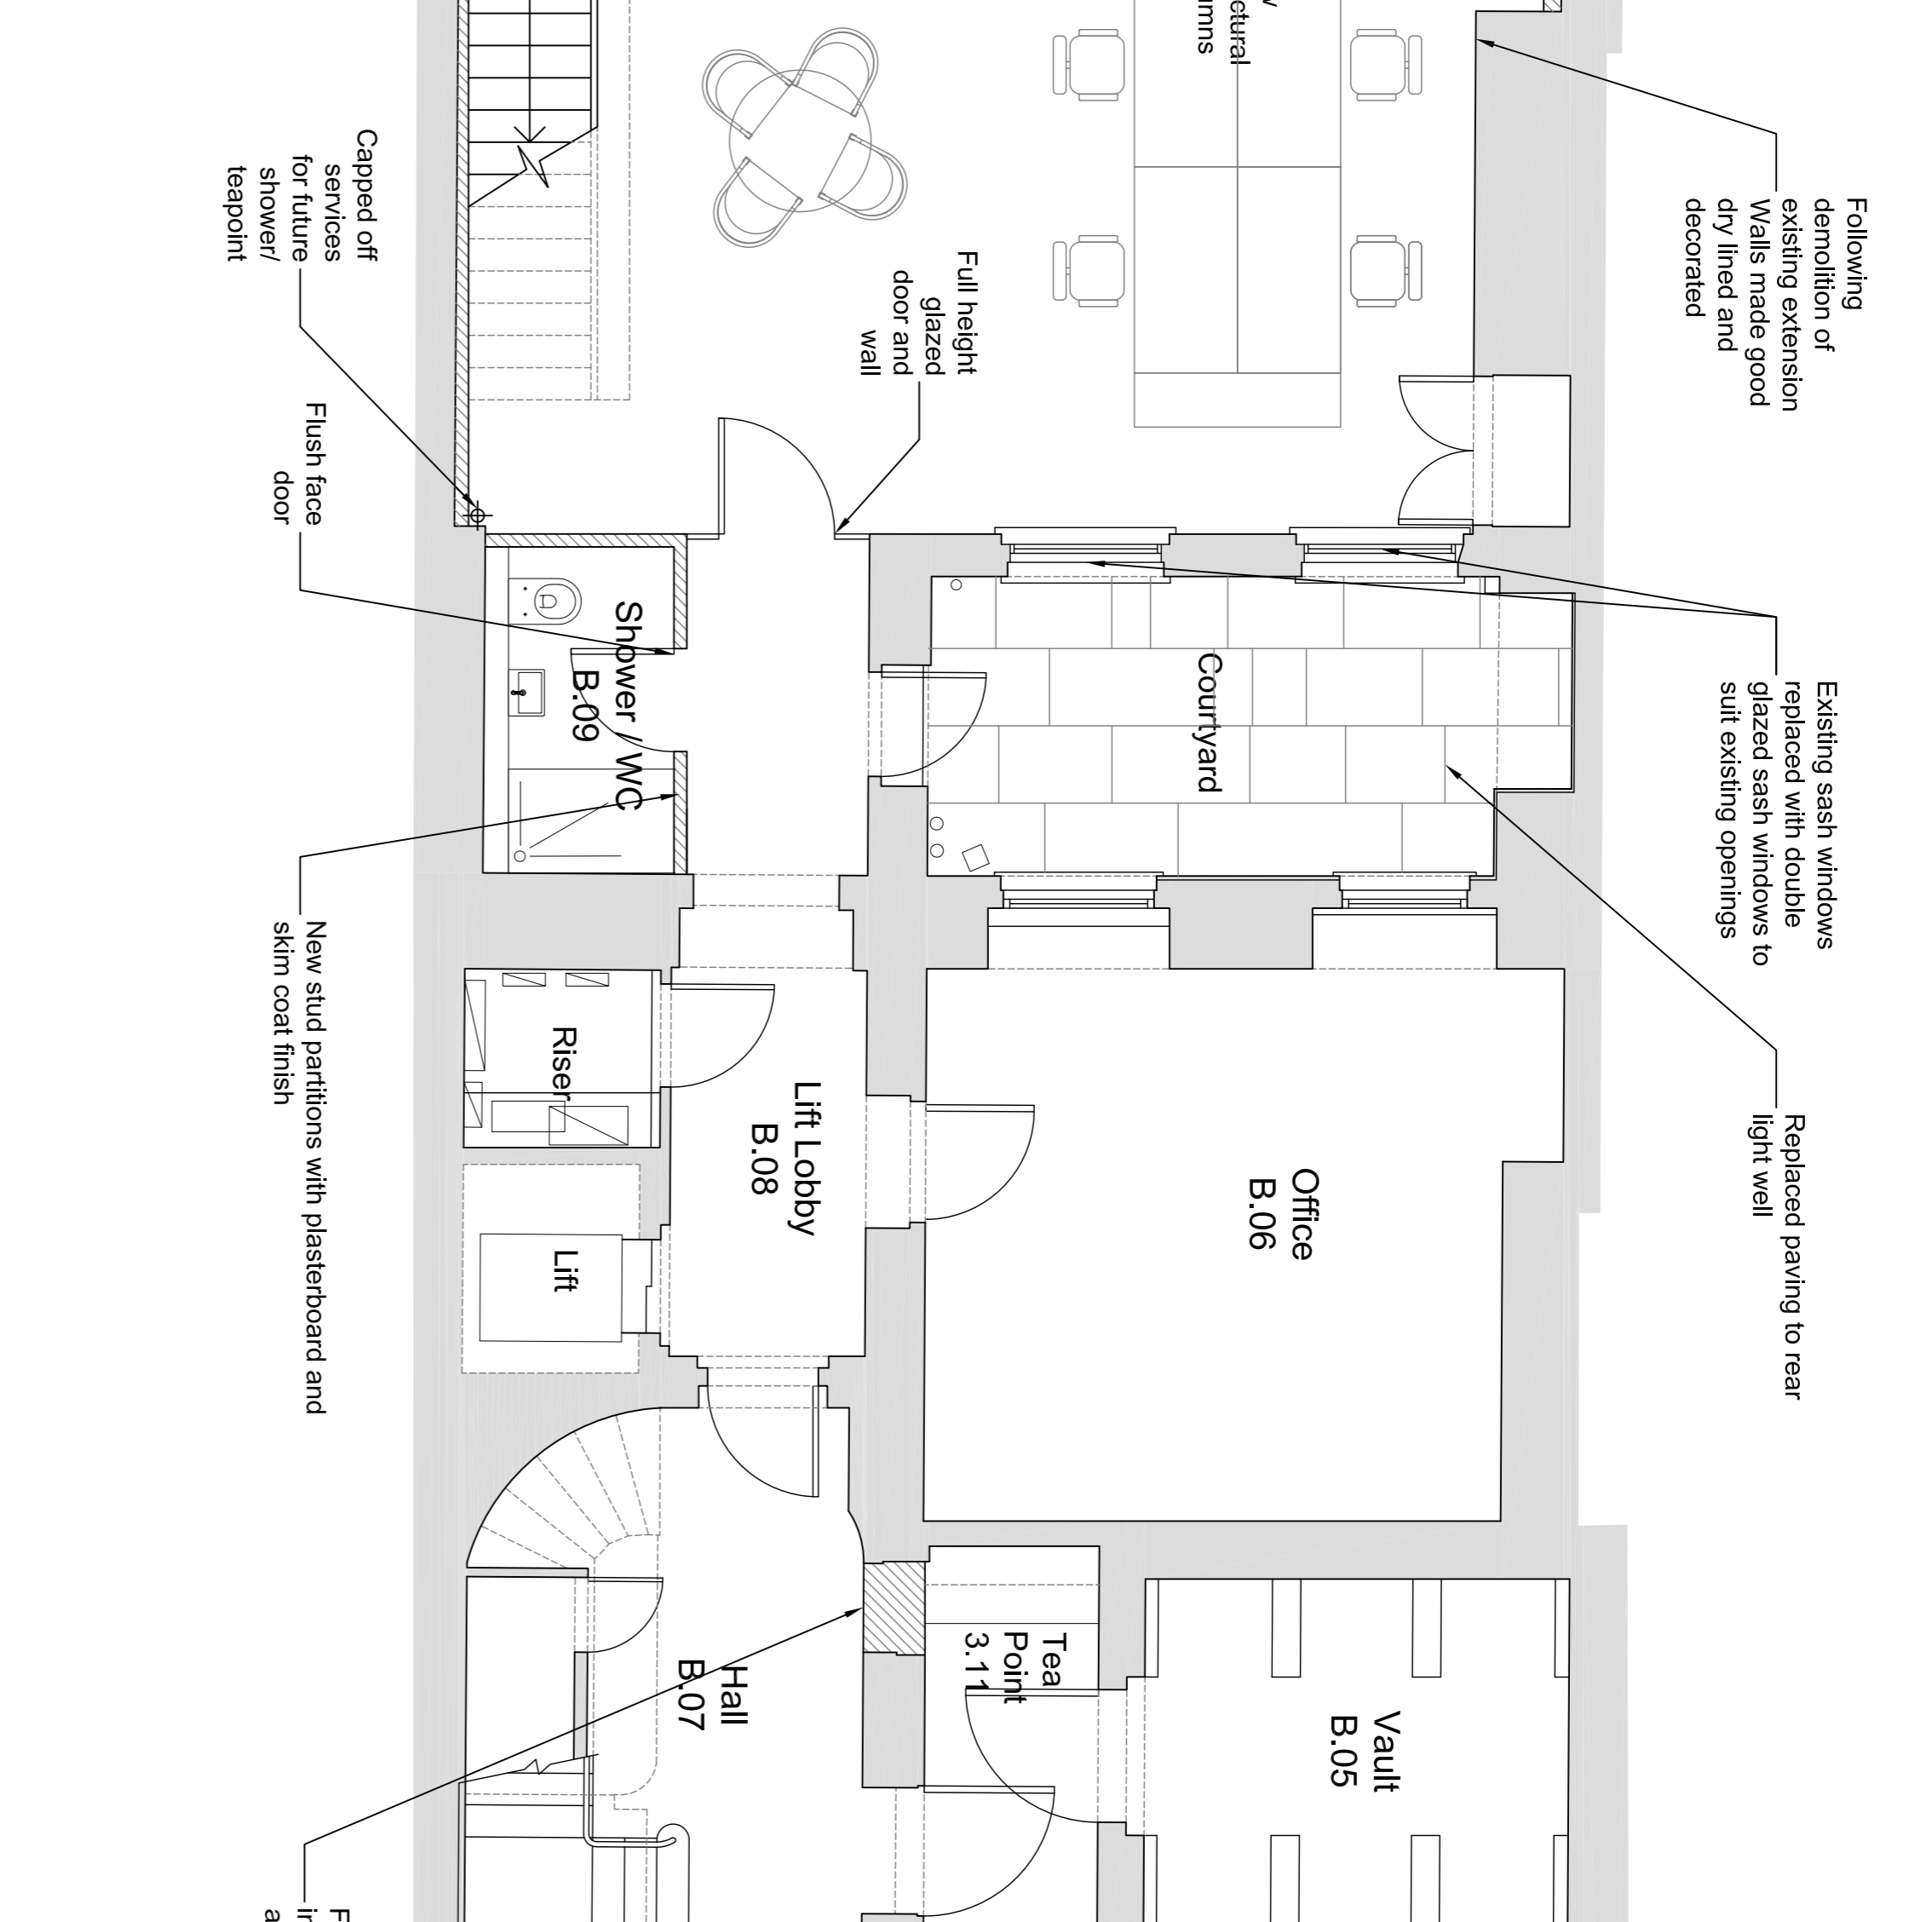 Following
demolition of
existing extension
Walls made good
dry lined and
decorated
Existing sash windows
replaced with double
glazed sash windows to
suit existing openings
Replaced paving to rear
light well
Full height
glazed
door and
wall
Capped off
services
for future
shower/
teapoint
Flush face
door
New stud partitions with plasterboard and
skim coat finish
Courtyard
Shower / WC
B.09
Riser
Lift Lobby
B.08
Lift
Office
B.06
Tea
Point
3.11
Hall
B.07
Vault
B.05